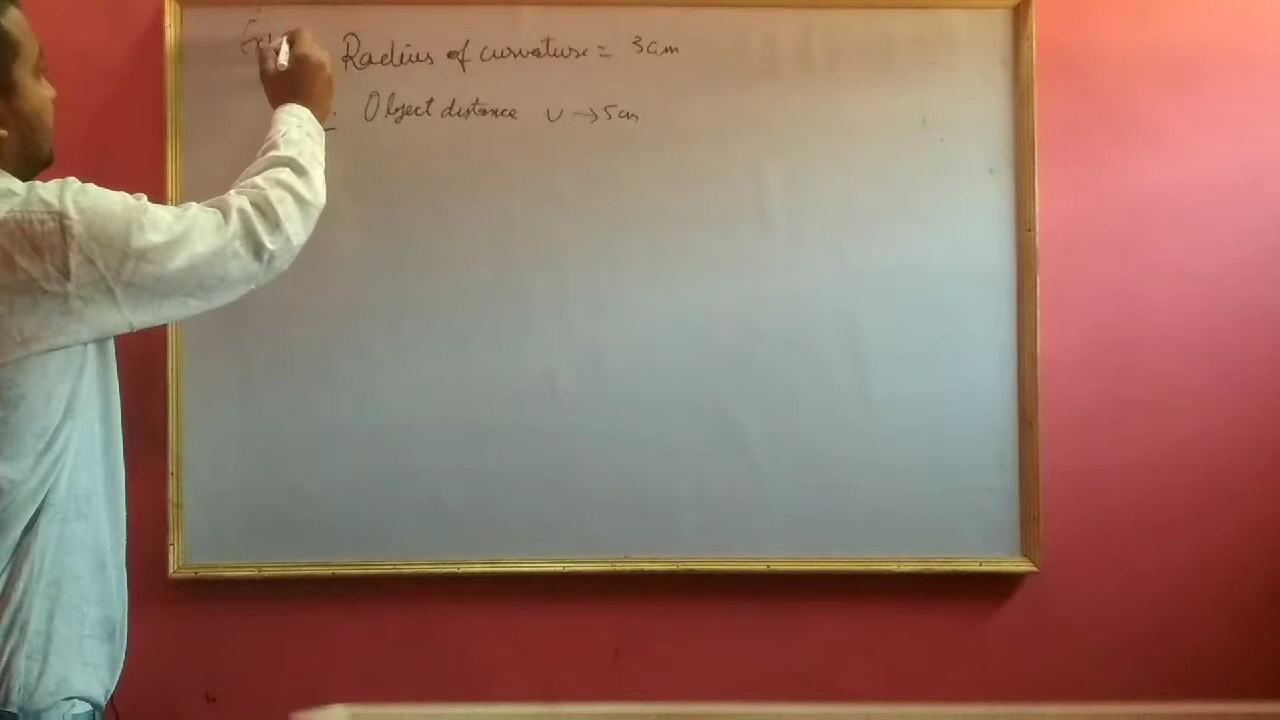 Radius of curvature = 3cm
Object distance u → 5cm